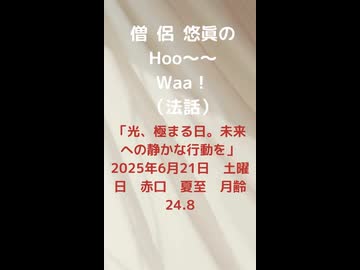 僧 侶 悠眞の
Hoo〜〜
Waa！
（法話）
「光、極まる日。未来
への静かな行動を」
2025年6月21日　土曜
日　赤口　夏至　月齢
24.8